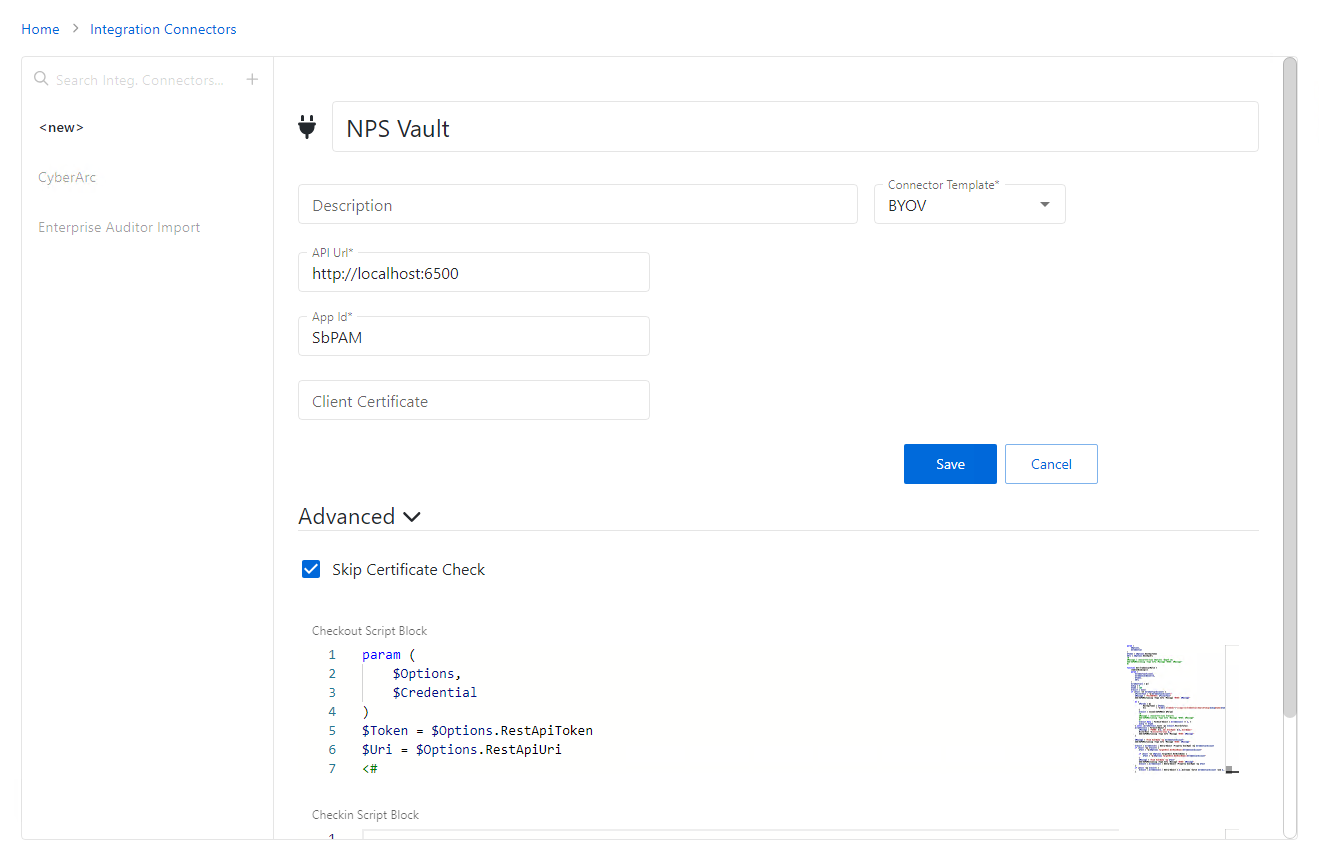 Home > Integration Connectors
Search Integ. Connectors... +
<new>
CyberArc
Enterprise Auditor Import
NPS Vault
Description
Connector Template*
BYOV
API Url*
http://localhost:6500
App Id*
SbPAM
Client Certificate
Save Cancel
Advanced
Skip Certificate Check
Checkout Script Block
1 param (
2 $Options,
3 $Credential
4 )
5 $Token = $Options.RestApiToken
6 $Uri = $Options.RestApiUri
7 <#
Checkin Script Block
1